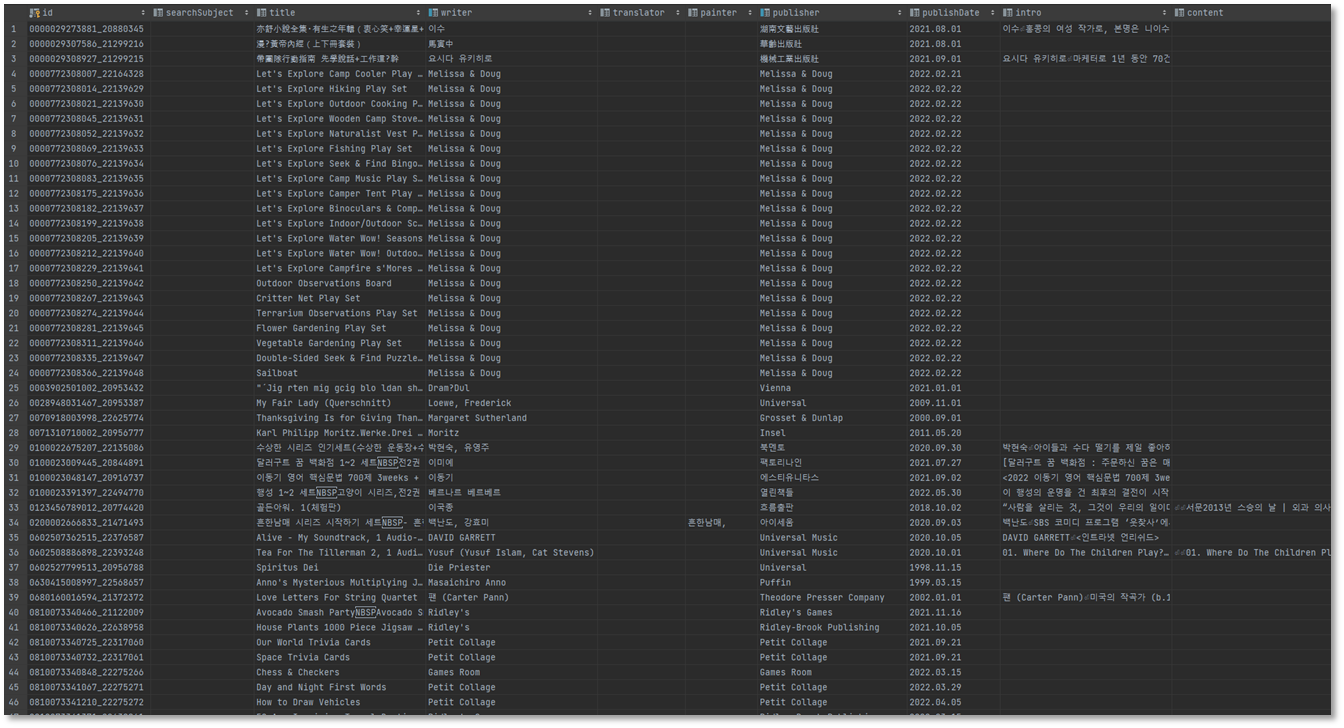 id searchSubject title writer translator painter publisher publishDate intro content
1 0000029273881_20880345 亦舒小說全集·有生之年輯 (衷心笑+幸運星+ 이수 湖南文藝出版社 2021.08.01 이수☞홍콩의 여성 작가로, 본명은 니이수
2 0000029307586_21299216 漫?黃帝內經 (上下冊套裝) 馬寅中 華齡出版社 2021.08.01
3 0000029308927_21299215 帶團隊行動指南 先學說話+工作還?幹 요시다 유키히로 機械工業出版社 2021.09.01 요시다 유키히로☞마케터로 1년 동안 70건
4 0000772308007_22164328 Let's Explore Camp Cooler Play … Melissa & Doug Melissa & Doug 2022.02.21
5 0000772308014_22139629 Let's Explore Hiking Play Set Melissa & Doug Melissa & Doug 2022.02.22
6 0000772308021_22139630 Let's Explore Outdoor Cooking P… Melissa & Doug Melissa & Doug 2022.02.22
7 0000772308045_22139631 Let's Explore Wooden Camp Stove… Melissa & Doug Melissa & Doug 2022.02.22
8 0000772308052_22139632 Let's Explore Naturalist Vest P… Melissa & Doug Melissa & Doug 2022.02.22
9 0000772308069_22139633 Let's Explore Fishing Play Set Melissa & Doug Melissa & Doug 2022.02.22
10 0000772308076_22139634 Let's Explore Seek & Find Bingo… Melissa & Doug Melissa & Doug 2022.02.22
11 0000772308083_22139635 Let's Explore Camp Music Play S… Melissa & Doug Melissa & Doug 2022.02.22
12 0000772308175_22139636 Let's Explore Camper Tent Play … Melissa & Doug Melissa & Doug 2022.02.22
13 0000772308182_22139637 Let's Explore Binoculars & Comp… Melissa & Doug Melissa & Doug 2022.02.22
14 0000772308199_22139638 Let's Explore Indoor/Outdoor Sc… Melissa & Doug Melissa & Doug 2022.02.22
15 0000772308205_22139639 Let's Explore Water Wow! Seasons Melissa & Doug Melissa & Doug 2022.02.22
16 0000772308212_22139640 Let's Explore Water Wow! Outdoo… Melissa & Doug Melissa & Doug 2022.02.22
17 0000772308229_22139641 Let's Explore Campfire s'Mores … Melissa & Doug Melissa & Doug 2022.02.22
18 0000772308250_22139642 Outdoor Observations Board Melissa & Doug Melissa & Doug 2022.02.22
19 0000772308267_22139643 Critter Net Play Set Melissa & Doug Melissa & Doug 2022.02.22
20 0000772308274_22139644 Terrarium Observations Play Set Melissa & Doug Melissa & Doug 2022.02.22
21 0000772308281_22139645 Flower Gardening Play Set Melissa & Doug Melissa & Doug 2022.02.22
22 0000772308311_22139646 Vegetable Gardening Play Set Melissa & Doug Melissa & Doug 2022.02.22
23 0000772308335_22139647 Double-Sided Seek & Find Puzzle… Melissa & Doug Melissa & Doug 2022.02.22
24 0000772308366_22139648 Sailboat Melissa & Doug Melissa & Doug 2022.02.22
25 0003902501002_20953432 "´Jig rten mig gcig blo ldan sh… Dram?Dul Vienna 2021.01.01
26 0028948031467_20953387 My Fair Lady (Querschnitt) Loewe, Frederick Universal 2009.11.01
27 0070918003998_22625774 Thanksgiving Is for Giving Than… Margaret Sutherland Grosset & Dunlap 2000.09.01
28 0071310710002_20956777 Karl Philipp Moritz.Werke.Drei … Moritz Insel 2011.05.20
29 0100022675207_22135086 수상한 시리즈 인기세트(수상한 운동장+수 박현숙, 유영주 북멘토 2020.09.30 박현숙☞아이들과 수다 떨기를 제일 좋아하
30 0100023009445_20844891 달러구트 꿈 백화점 1~2 세트NBSP전2권 이미예 팩토리나인 2021.07.27 [달러구트 꿈 백화점 : 주문하신 꿈은 매
31 0100023048147_20916737 이동기 영어 핵심문법 700제 3weeks + 이동기 에스티유니타스 2021.09.02 <2022 이동기 영어 핵심문법 700제 3we
32 0100023391397_22494770 행성 1~2 세트NBSP고양이 시리즈,전2권 베르나르 베르베르 열린책들 2022.05.30 이 행성의 운명을 건 최후의 결전이 시작
33 0123456789012_20774420 골든아워. 1(체험판) 이국종 흐름출판 2018.10.02 “사람을 살리는 것, 그것이 우리의 일이다 ☞☞서문2013년 스승의 날 | 외과 의사
34 0200002666833_21471493 흔한남매 시리즈 시작하기 세트NBSP- 흔 백난도, 강효미 흔한남매, 아이세움 2020.09.03 백난도☞SBS 코미디 프로그램 ‘웃찾사’에
35 0602507362515_22376587 Alive - My Soundtrack, 1 Audio-… DAVID GARRETT Universal Music 2020.10.05 DAVID GARRETT☞<인트라넷 언리쉬드>
36 0602508886898_22393248 Tea For The Tillerman 2, 1 Audi… Yusuf (Yusuf Islam, Cat Stevens) Universal Music 2020.10.01 01. Where Do The Children Play?… ☞☞01. Where Do The Children Pl
37 0602527799513_20956788 Spiritus Dei Die Priester Universal 1998.11.15
38 0630415008997_22568657 Anno's Mysterious Multiplying J… Masaichiro Anno Puffin 1999.03.15
39 0680160016594_21372372 Love Letters For String Quartet 팬 (Carter Pann) Theodore Presser Company 2002.01.01 팬 (Carter Pann)☞미국의 작곡가 (b.1
40 0810073340466_21122009 Avocado Smash PartyNBSPAvocado S Ridley's Ridley's Games 2021.11.16
41 0810073340626_22638958 House Plants 1000 Piece Jigsaw … Ridley's Ridley-Brook Publishing 2021.10.05
42 0810073340725_22317060 Our World Trivia Cards Petit Collage Petit Collage 2021.09.21
43 0810073340732_22317061 Space Trivia Cards Petit Collage Petit Collage 2021.09.21
44 0810073340848_22275266 Chess & Checkers Games Room Games Room 2022.03.15
45 0810073341067_22275271 Day and Night First Words Petit Collage Petit Collage 2022.03.29
46 0810073341210_22275272 How to Draw Vehicles Petit Collage Petit Collage 2022.04.05